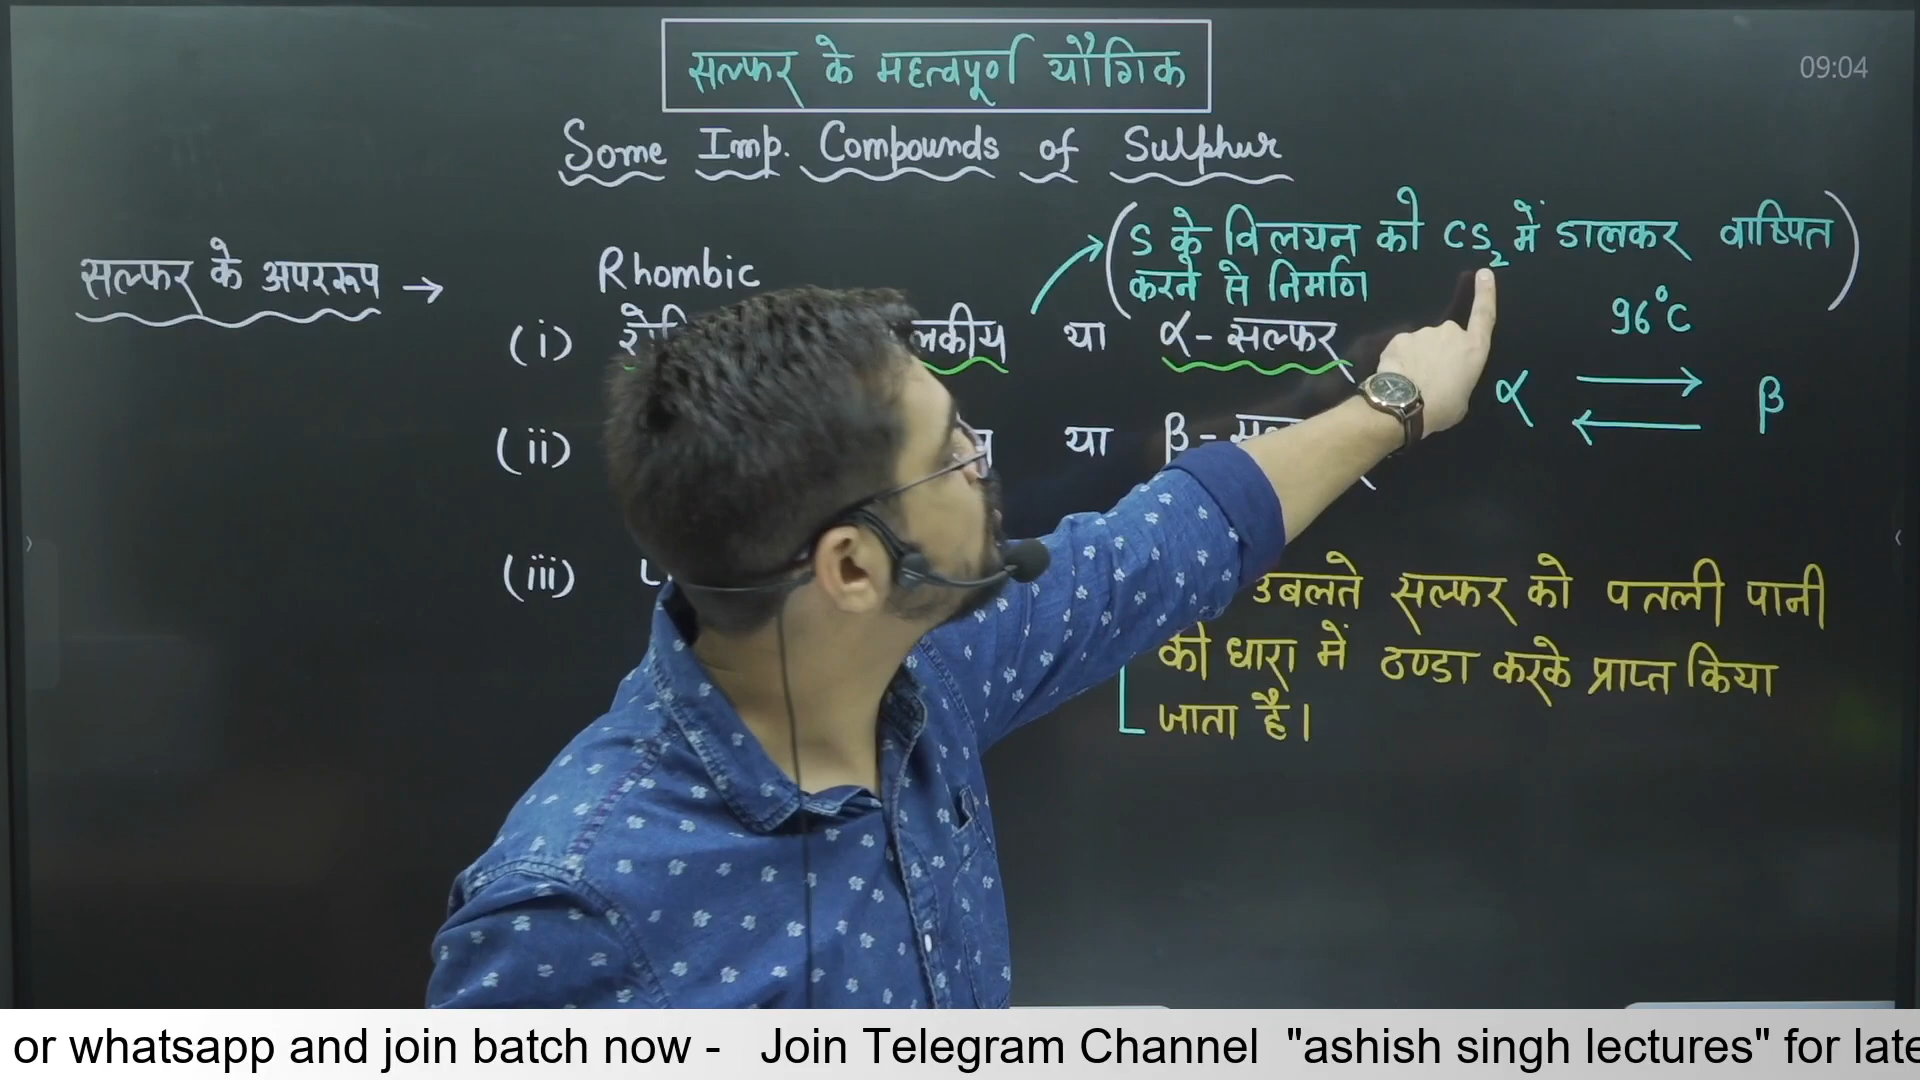 09:04
सल्फर के महत्वपूर्ण यौगिक
Some Imp. Compounds of Sulphur
(S के विलयन को CS2 में डालकर वाष्पित
करने से निर्माण
सल्फर के अपररूप →
Rhombic
96°C
(i) या α-सल्फर
α ⇌ β
(ii) या β-
(iii)
उबलते सल्फर को पतली पानी
की धारा में ठण्डा करके प्राप्त किया
जाता है।
or whatsapp and join batch now - Join Telegram Channel "ashish singh lectures" for late